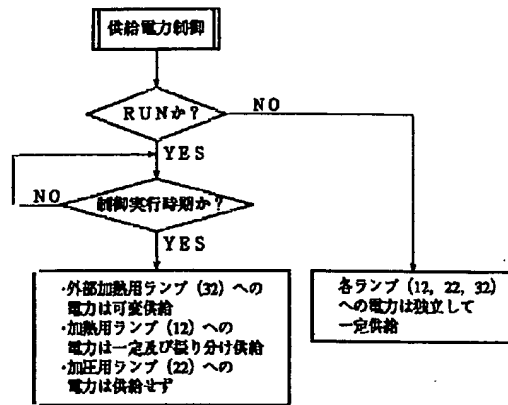 供給電力制御
RUNか？
NO
YES
NO
制御実行時期か？
YES
・外部加熱用ランプ（32）への
電力は可変供給
・加熱用ランプ（12）への
電力は一定及び振り分け供給
・加圧用ランプ（22）への
電力は供給せず
各ランプ（12，22，32）
への電力は独立して
一定供給